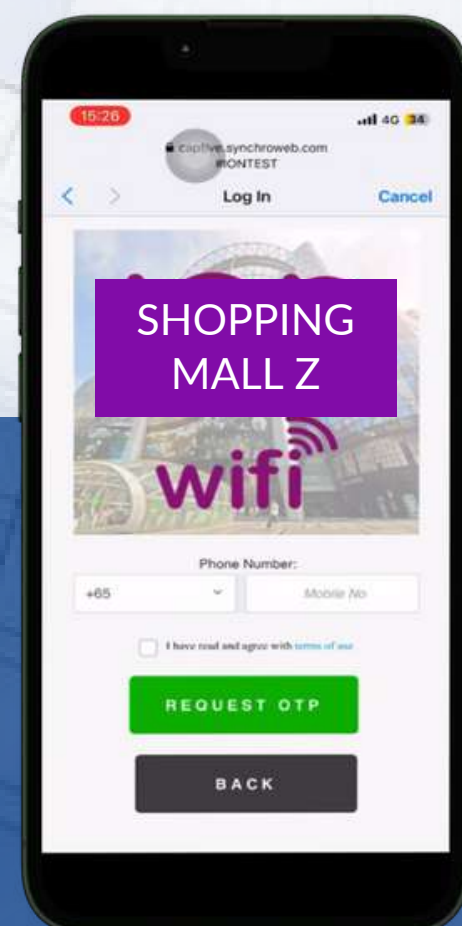 15:26
4G 34
captive.synchroweb.com
Log In
Cancel
SHOPPING
MALL Z
wifi
Phone Number:
+65
Mobile No
I have read and agree with terms of use
REQUEST OTP
BACK